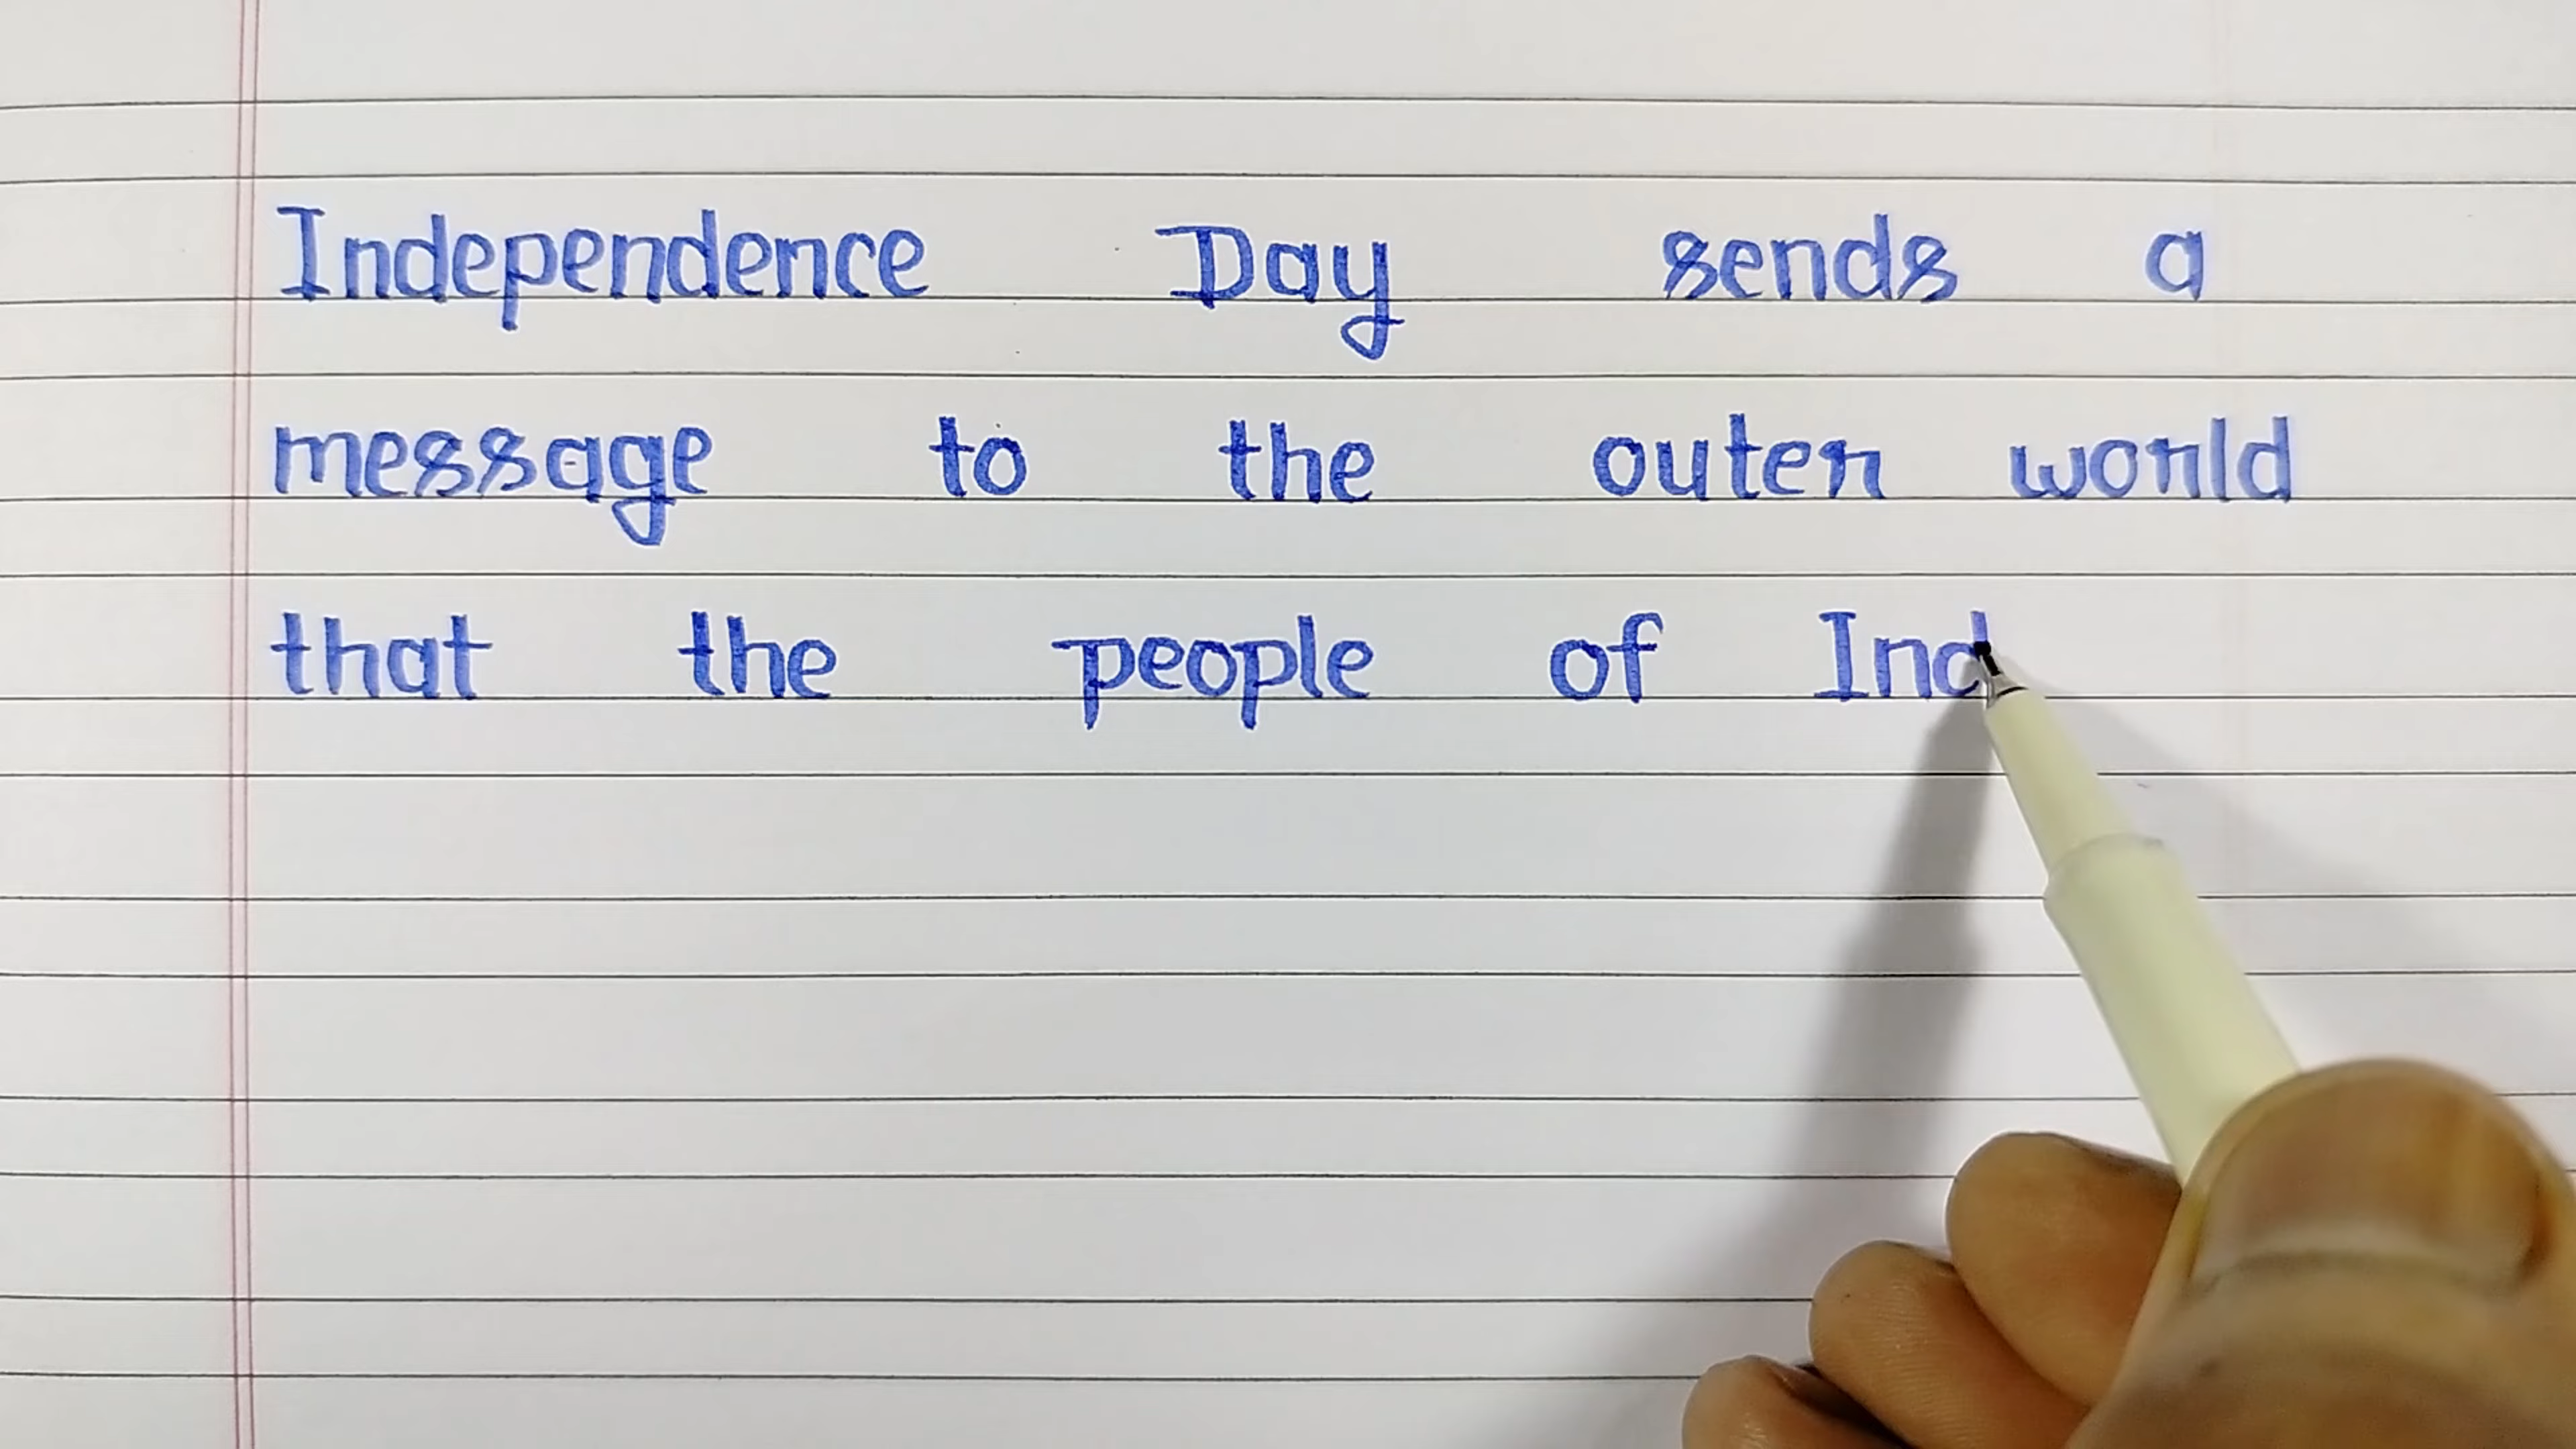 Independence Day sends a
message to the outer world
that the people of Ind